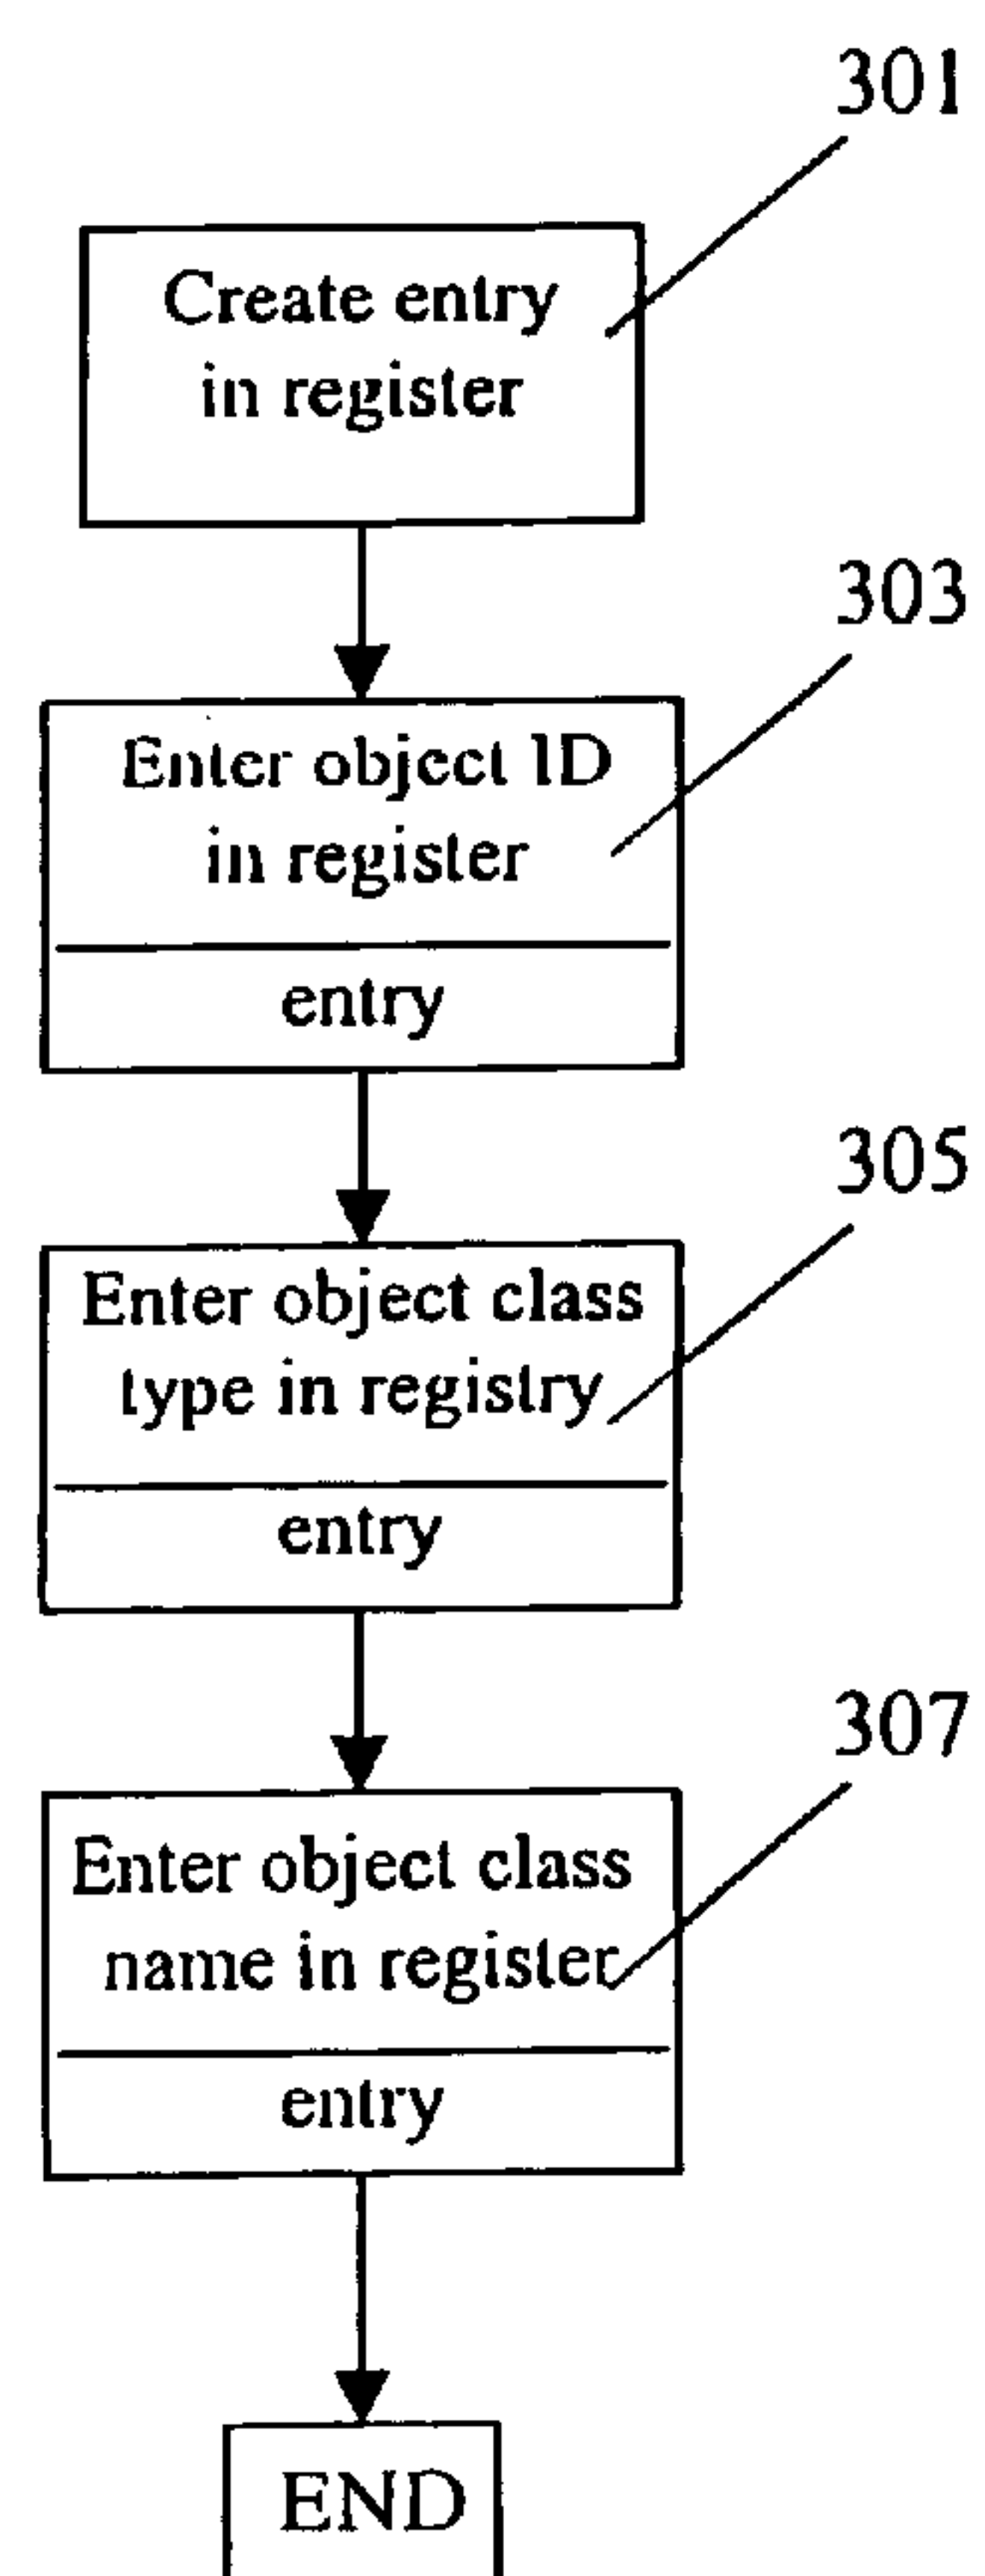 301
Create entry
in register
303
Enter object ID
in register
entry
305
Enter object class
type in registry
entry
307
Enter object class
name in register
entry
END